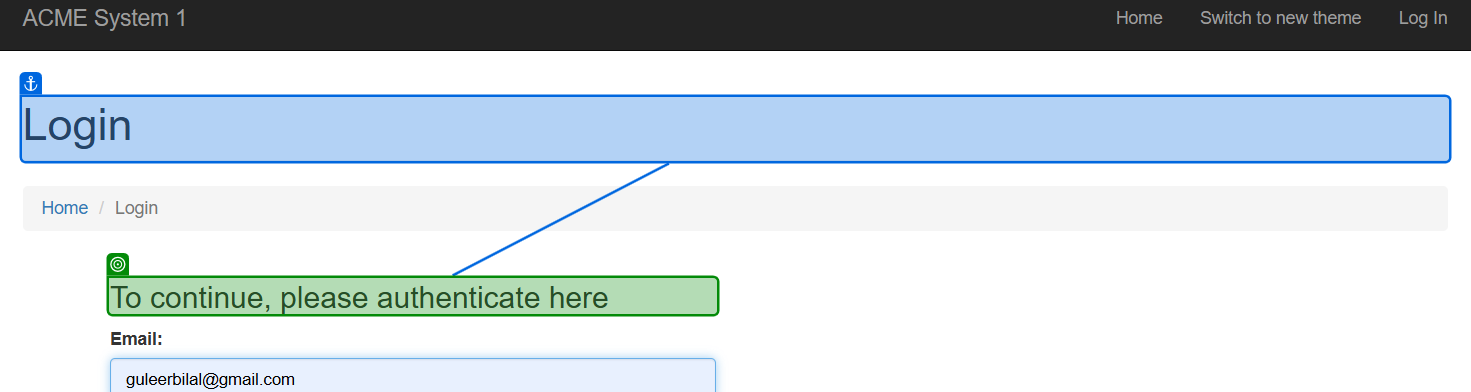 ACME System 1 Home Switch to new theme Log In
Login
Home / Login
To continue, please authenticate here
Email:
guleerbilal@gmail.com